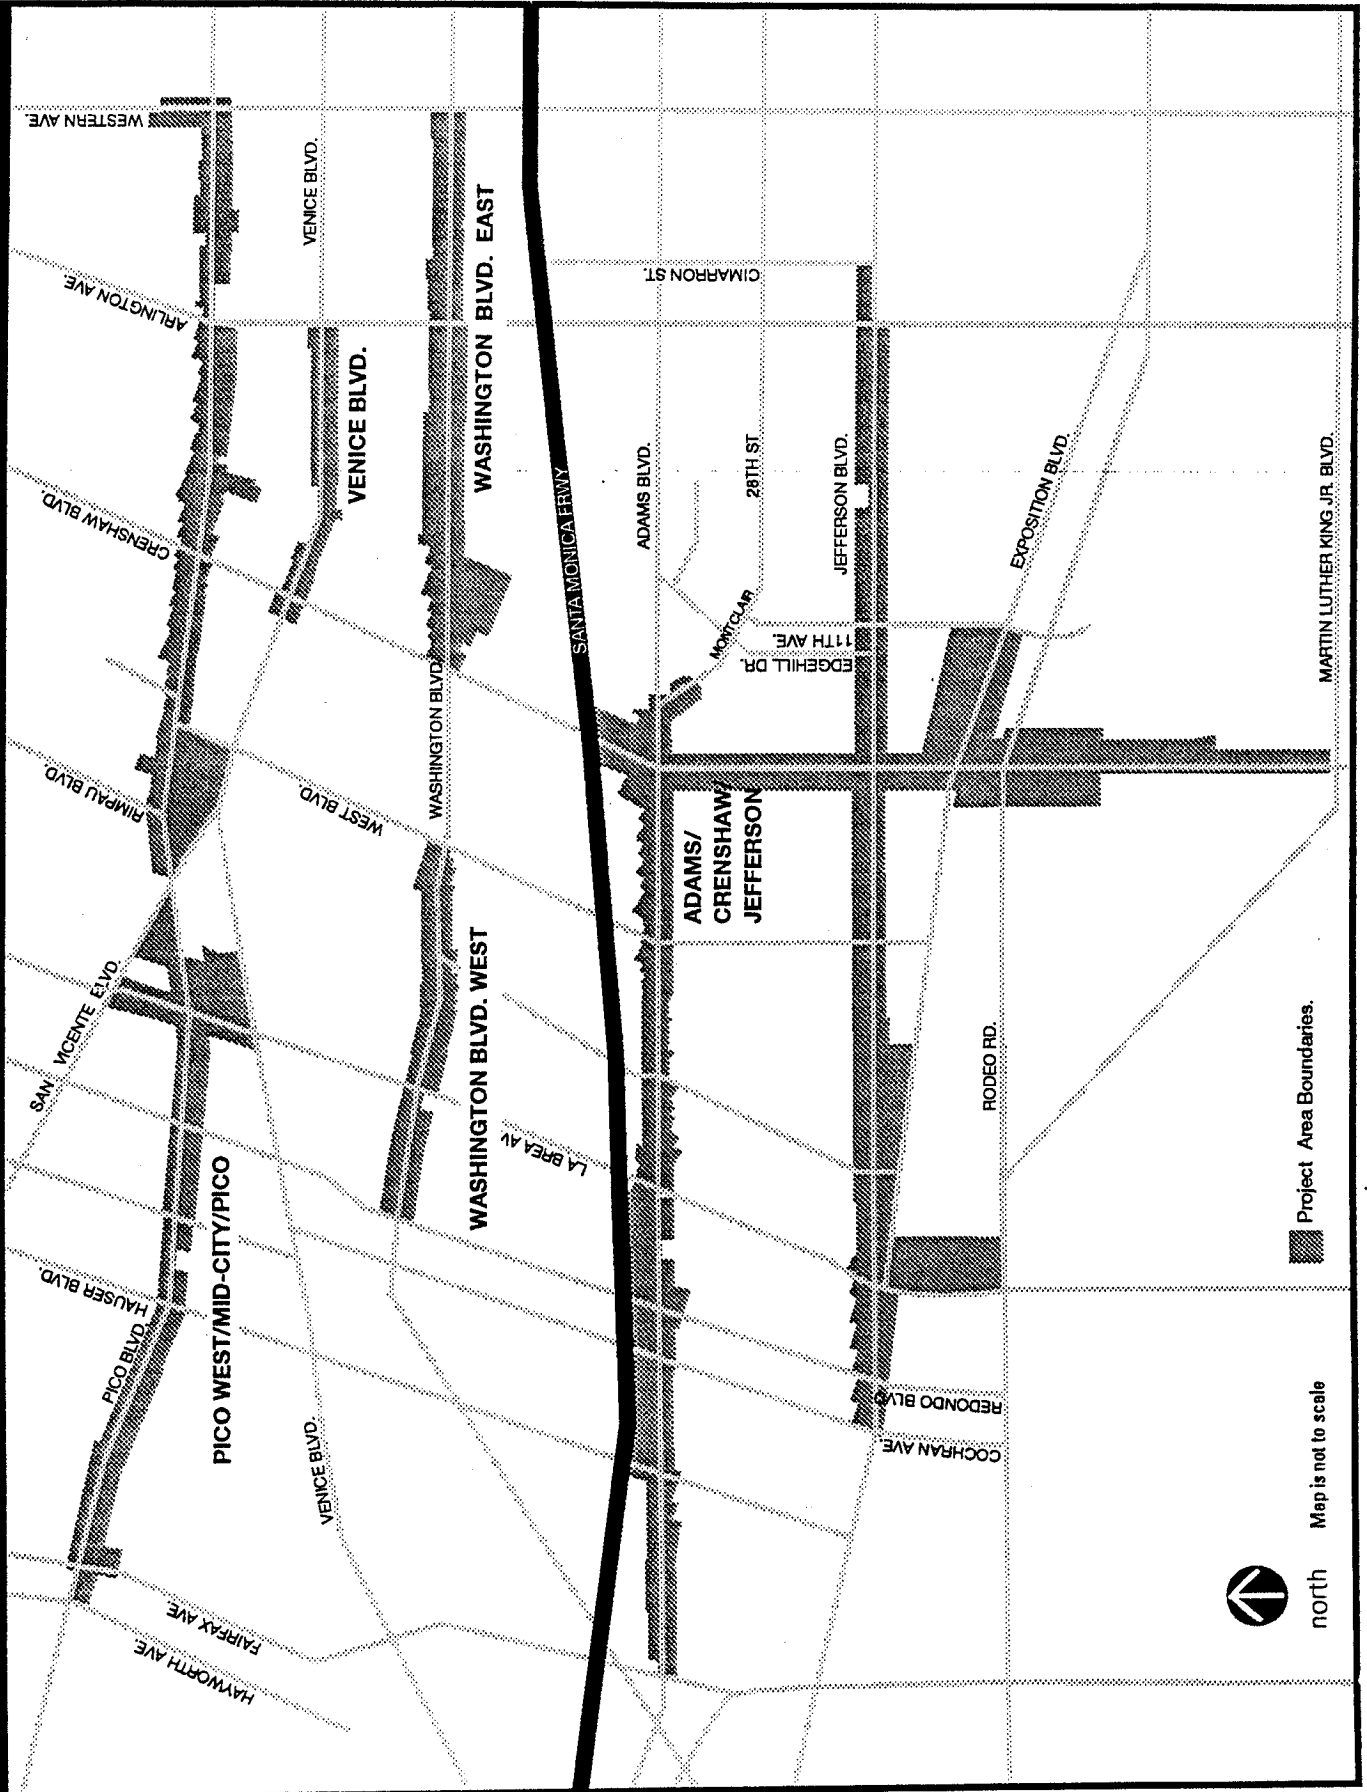 WESTERN AVE.
ARLINGTON AVE
CRENSHAW BLVD.
RIMPAU BLVD.
SAN VICENTE BLVD.
HAUSER BLVD.
PICO BLVD.
FAIRFAX AVE.
HAYWORTH AVE.
PICO WEST/MID-CITY/PICO
VENICE BLVD.
VENICE BLVD.
VENICE BLVD.
WEST BLVD.
WASHINGTON BLVD. EAST
WASHINGTON BLVD.
WASHINGTON BLVD. WEST
LA BREA AV
SANTA MONICA FRWY
CIMARRON ST.
ADAMS BLVD.
28TH ST
MONTCLAIR
JEFFERSON BLVD.
11TH AVE.
EDGEHILL DR.
ADAMS/
CRENSHAW/
JEFFERSON
EXPOSITION BLVD.
MARTIN LUTHER KING JR. BLVD.
RODEO RD.
REDONDO BLVD
COCHRAN AVE.
Project Area Boundaries.
north
Map is not to scale